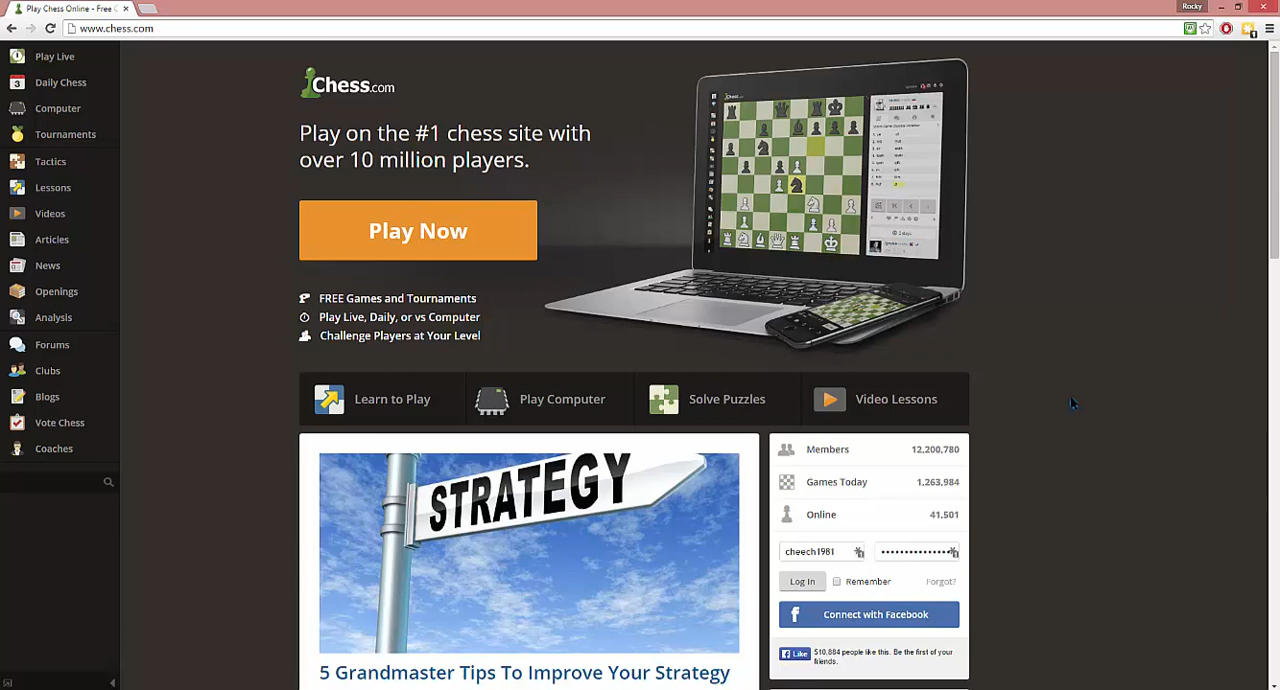 Play Chess Online - Free C
Rocky
www.chess.com
Play Live
3
Daily Chess
Computer
Tournaments
Tactics
Lessons
Videos
Articles
News
Openings
Analysis
Forums
Clubs
Blogs
Vote Chess
Coaches
Chess.com
Play on the #1 chess site with
over 10 million players.
Play Now
FREE Games and Tournaments
Play Live, Daily, or vs Computer
Challenge Players at Your Level
Learn to Play
Play Computer
Solve Puzzles
Video Lessons
STRATEGY
5 Grandmaster Tips To Improve Your Strategy
Members 12,200,780
Games Today 1,263,984
Online 41,501
cheech1981 ••••••••••••••••
Log In Remember Forgot?
f Connect with Facebook
Like 510,884 people like this. Be the first of your
friends.